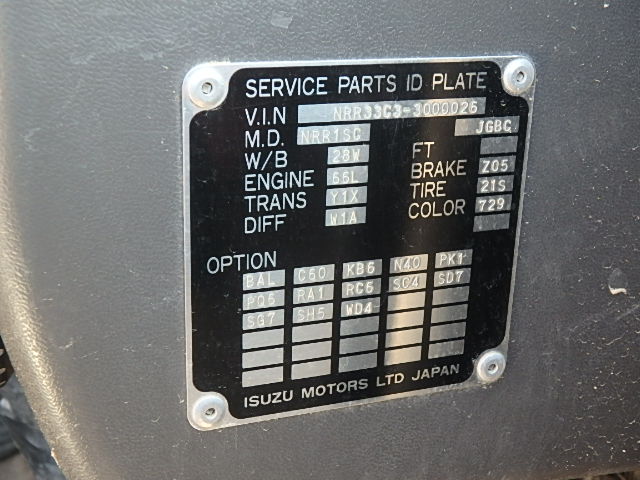 SERVICE PARTS ID PLATE
V.I.N NRR33C3-3000026
M.D. NRR1SC JGBC
W/B 28W FT
ENGINE 66L BRAKE Z05
TRANS Y1X TIRE 21S
DIFF W1A COLOR 729
OPTION
BAL C60 KB6 N40 PK1
PQ5 RA1 RC6 SC4 SD7
SG7 SH5 WD4
ISUZU MOTORS LTD JAPAN